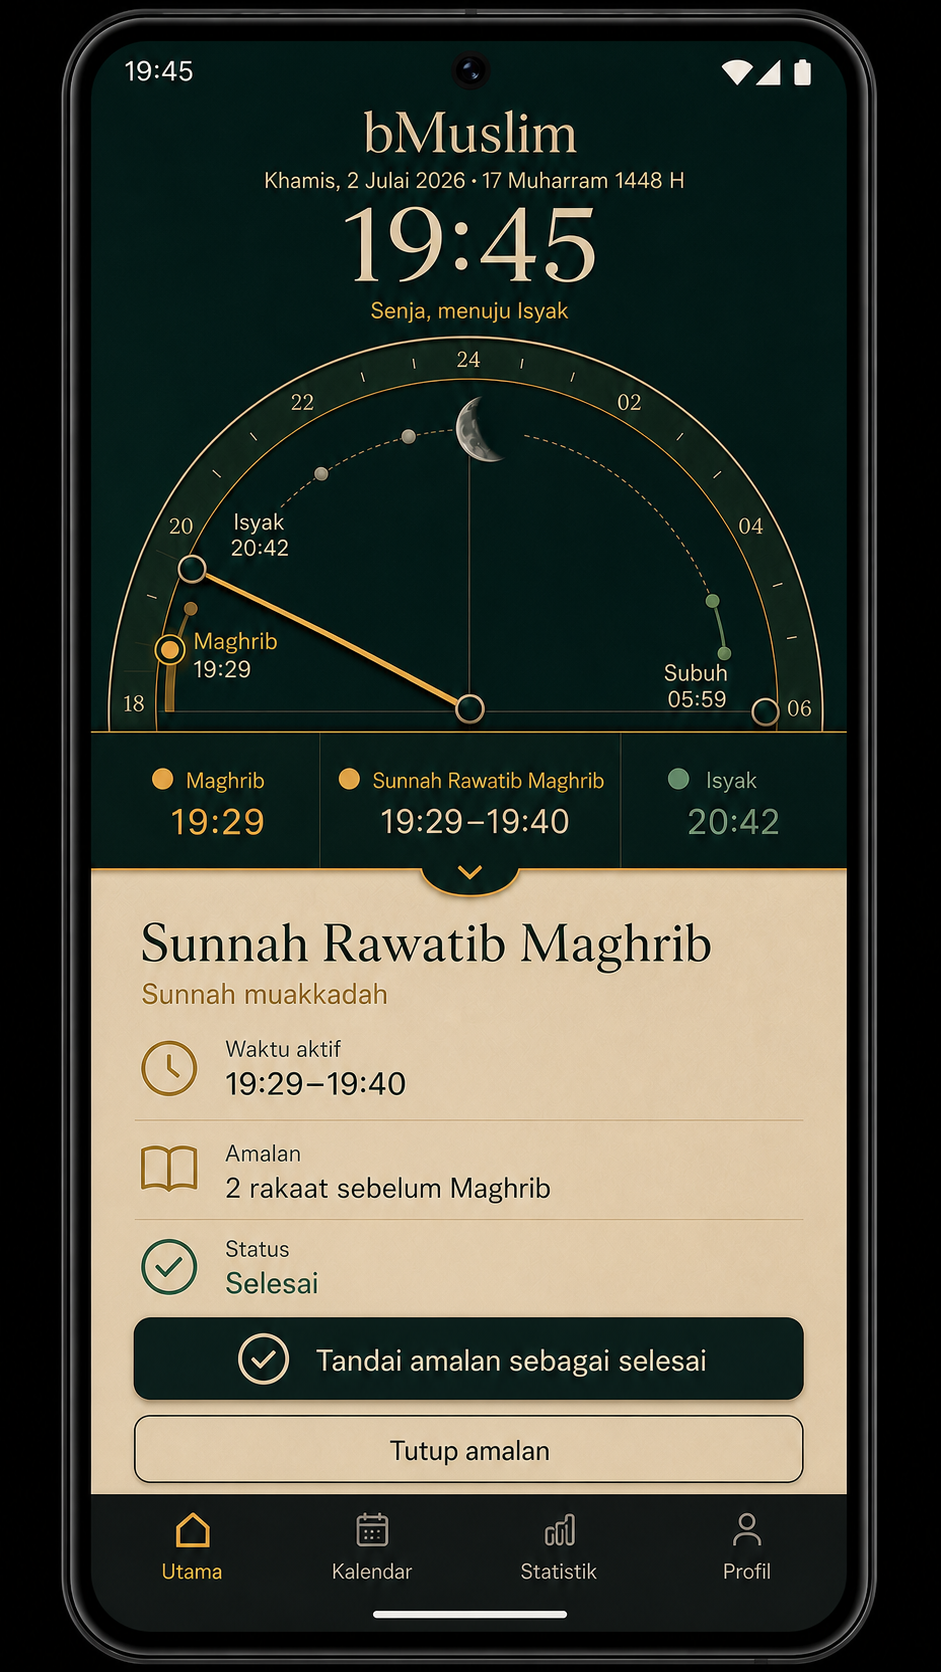 19:45
bMuslim
Khamis, 2 Julai 2026 • 17 Muharram 1448 H
19:45
Senja, menuju Isyak
24
22
02
20
04
Isyak
20:42
Maghrib
19:29
Subuh
05:59
18
06
Maghrib
19:29
Sunnah Rawatib Maghrib
19:29–19:40
Isyak
20:42
Sunnah Rawatib Maghrib
Sunnah muakkadah
Waktu aktif
19:29–19:40
Amalan
2 rakaat sebelum Maghrib
Status
Selesai
Tandai amalan sebagai selesai
Tutup amalan
Utama
Kalendar
Statistik
Profil